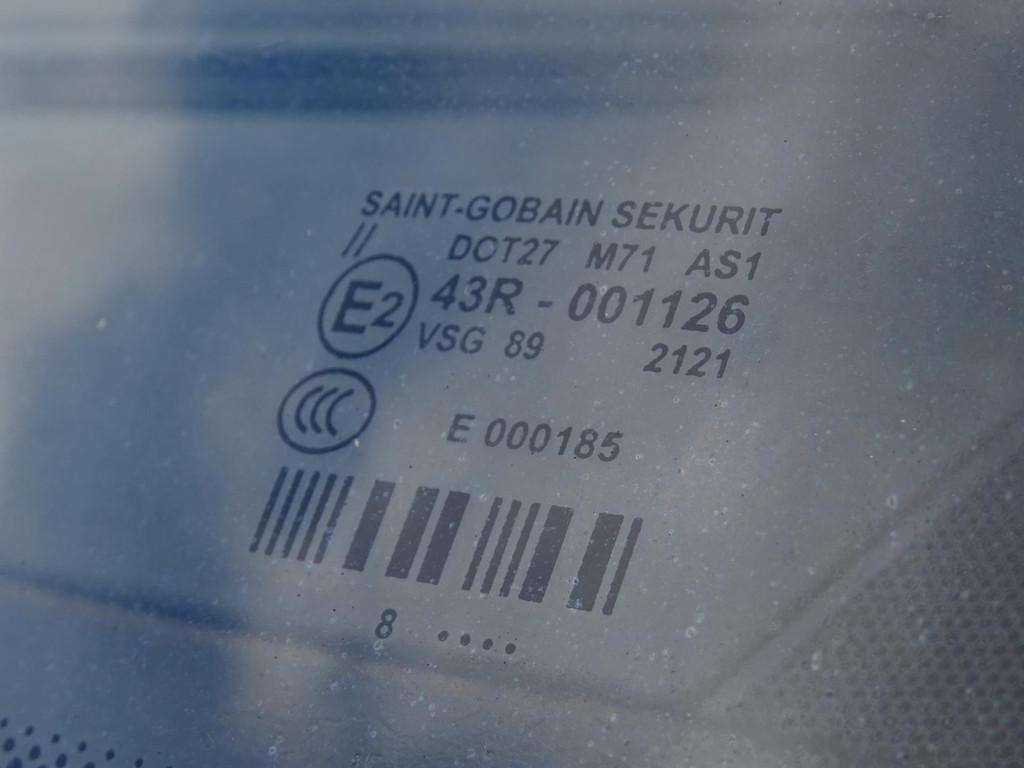 SAINT-GOBAIN SEKURIT
// DOT27 M71 AS1
E2 43R - 001126
VSG 89 2121
CCC E 000185
8 ....